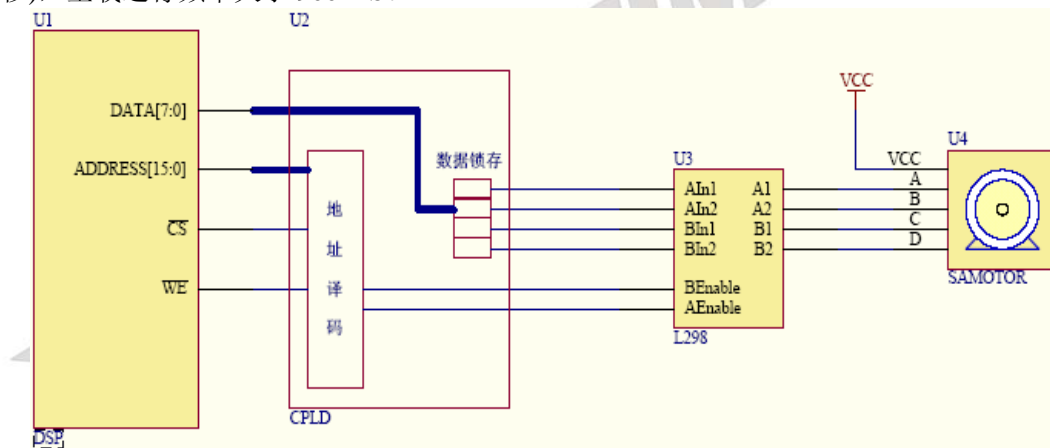 U1
U2
DATA[7:0]
ADDRESS[15:0]
CS
WE
DSP
地
址
译
码
数据锁存
CPLD
U3
AIn1
AIn2
BIn1
BIn2
BEnable
AEnable
A1
A2
B1
B2
L298
VCC
U4
VCC
A
B
C
D
SAMOTOR